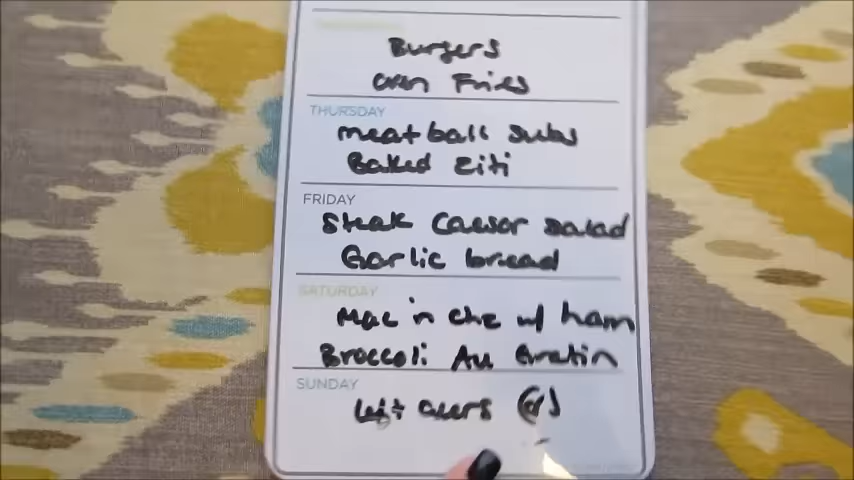 Burgers
oven Fries
THURSDAY
meatball subs
Baked Ziti
FRIDAY
Steak Caesar Salad
Garlic bread
SATURDAY
Mac 'n che w/ ham
Broccoli Au Gratin
SUNDAY
left overs